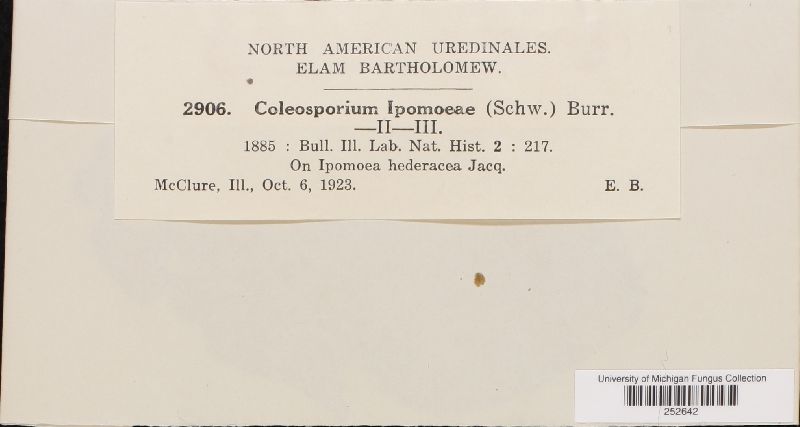 NORTH AMERICAN UREDINALES.
ELAM BARTHOLOMEW.
2906. Coleosporium Ipomoeae (Schw.) Burr.
—II—III.
1885 : Bull. Ill. Lab. Nat. Hist. 2 : 217.
On Ipomoea hederacea Jacq.
McClure, Ill., Oct. 6, 1923. E. B.
University of Michigan Fungus Collection
252642